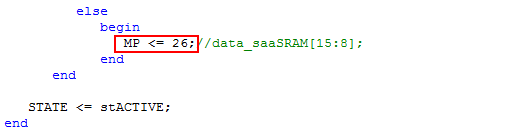 else
begin
MP <= 26;//data_saaSRAM[15:8];
end
end
STATE <= stACTIVE;
end